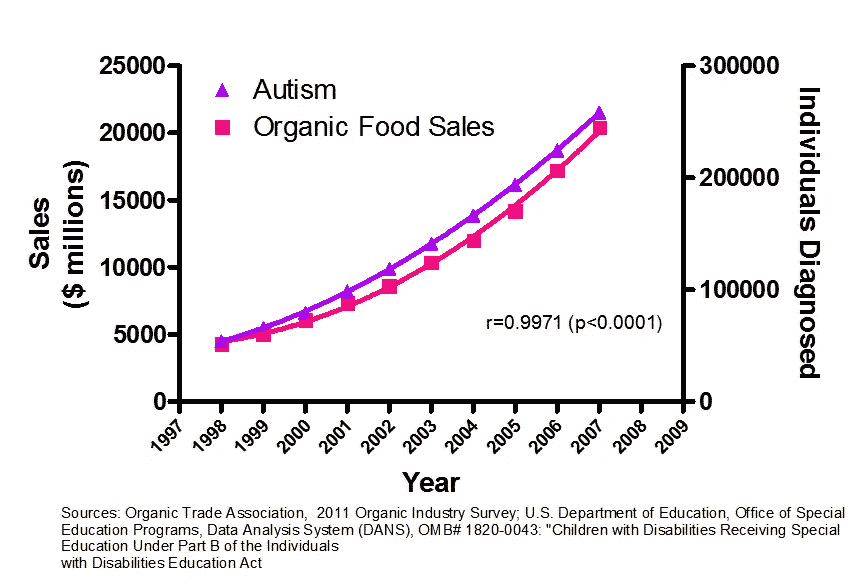 25000
20000
15000
10000
5000
0
Sales
($ millions)
Autism
Organic Food Sales
r=0.9971 (p<0.0001)
300000
200000
100000
0
Individuals Diagnosed
1997
1998
1999
2000
2001
2002
2003
2004
2005
2006
2007
2008
2009
Year
Sources: Organic Trade Association, 2011 Organic Industry Survey; U.S. Department of Education, Office of Special
Education Programs, Data Analysis System (DANS), OMB# 1820-0043: "Children with Disabilities Receiving Special
Education Under Part B of the Individuals
with Disabilities Education Act